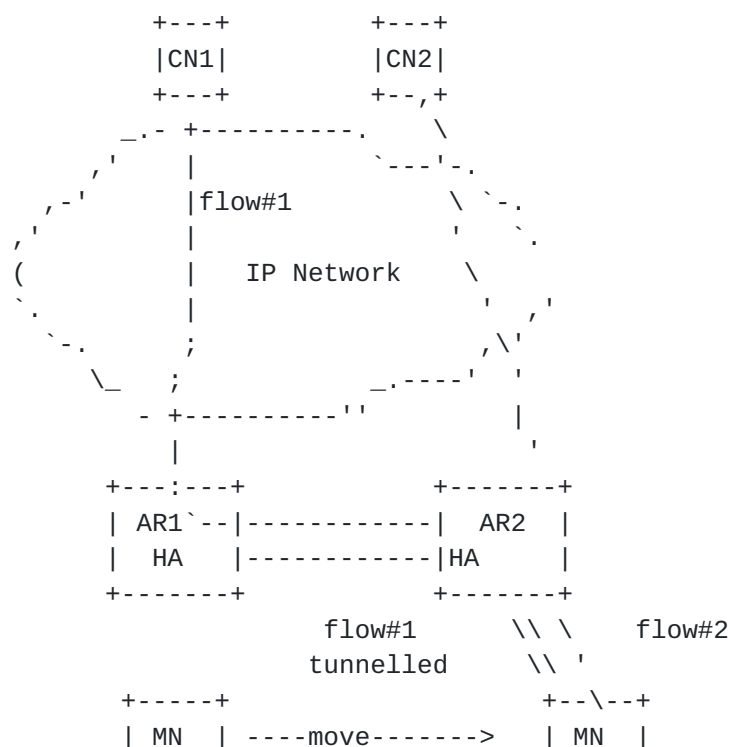 CN1 CN2
flow#1
IP Network
AR1 AR2
HA HA
flow#1 flow#2
tunnelled
MN move MN